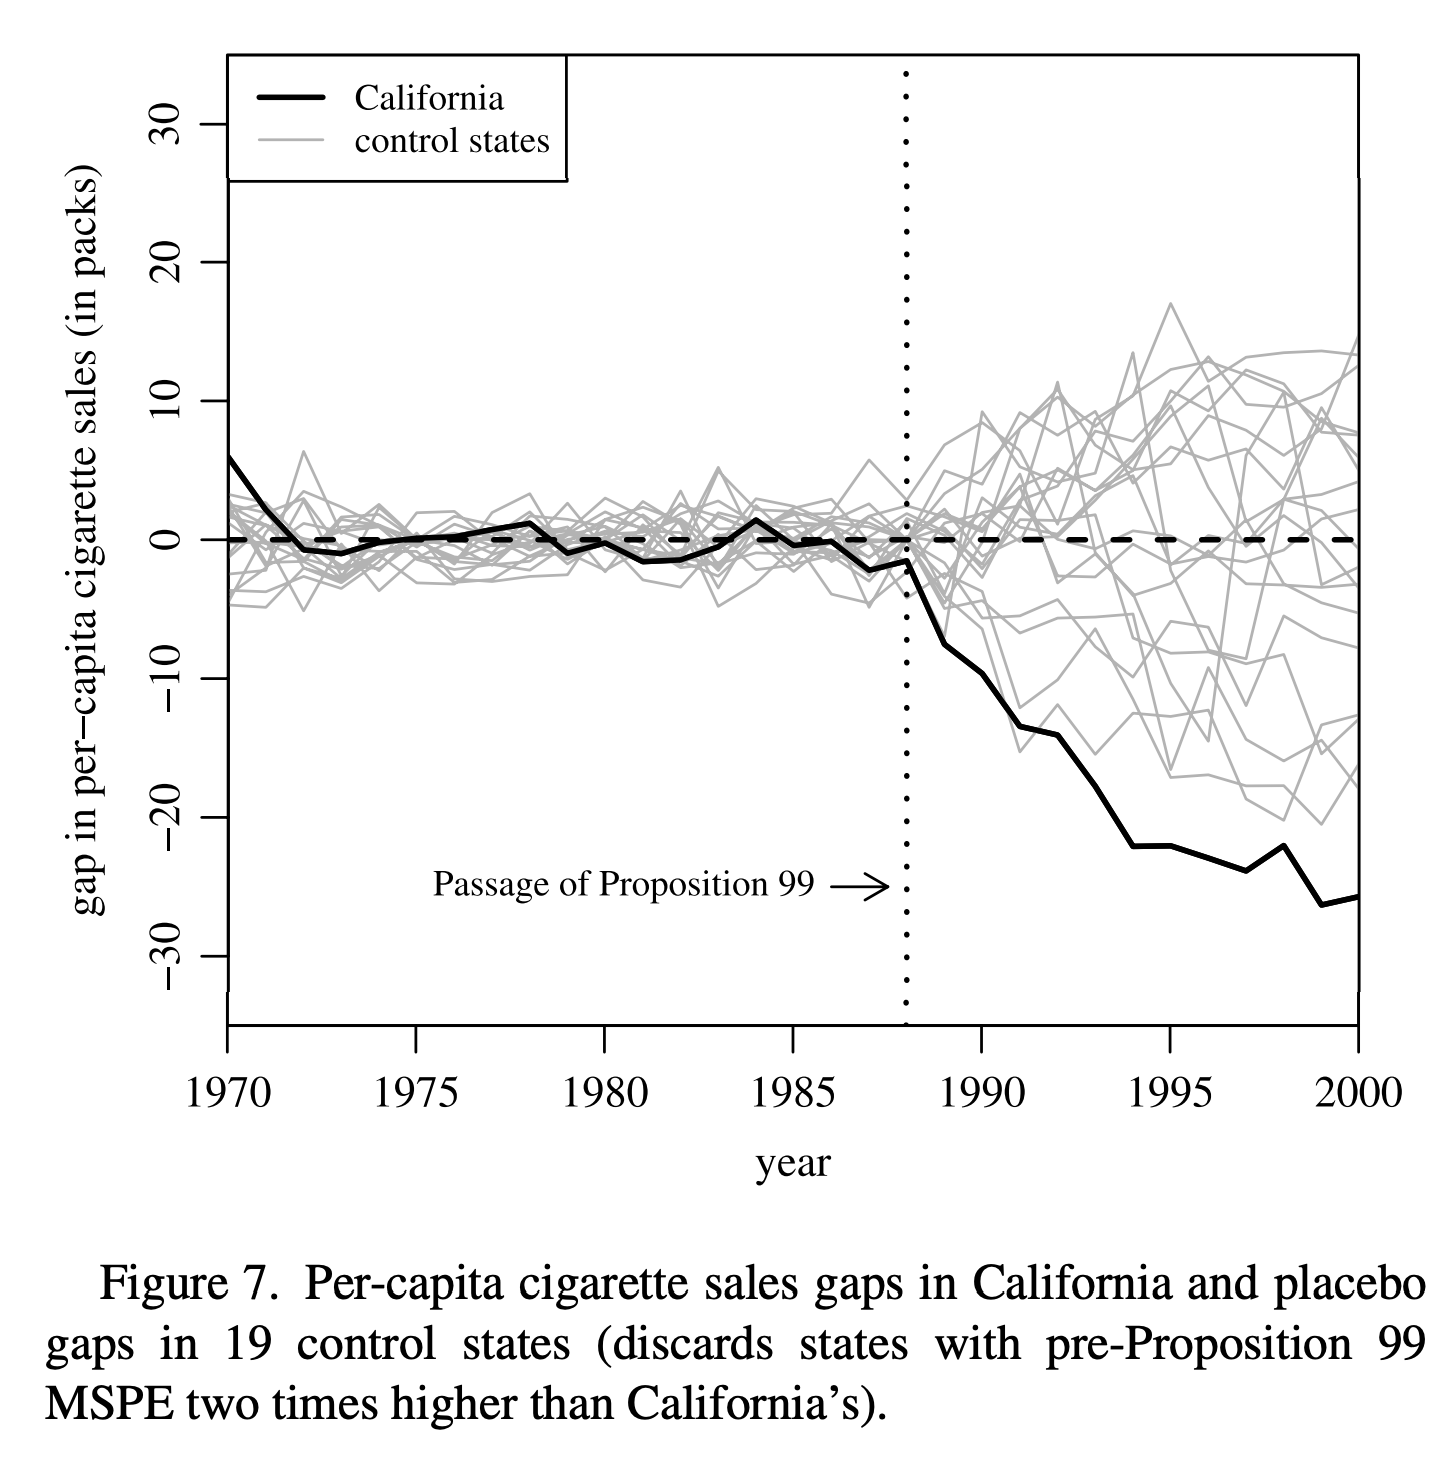 California
control states
30
20
10
0
−10
−20
−30
gap in per−capita cigarette sales (in packs)
Passage of Proposition 99
1970 1975 1980 1985 1990 1995 2000
year
Figure 7. Per-capita cigarette sales gaps in California and placebo
gaps in 19 control states (discards states with pre-Proposition 99
MSPE two times higher than California’s).